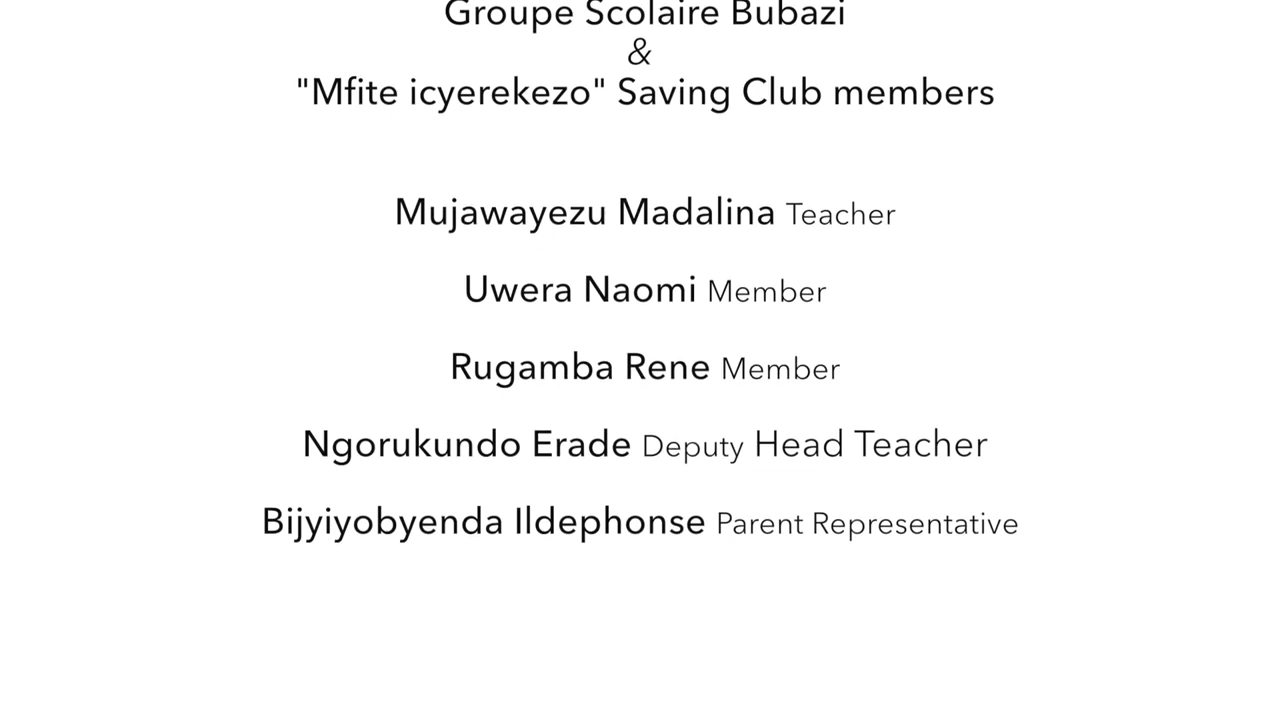 Groupe Scolaire Bubazi
&
"Mfite icyerekezo" Saving Club members
Mujawayezu Madalina Teacher
Uwera Naomi Member
Rugamba Rene Member
Ngorukundo Erade Deputy Head Teacher
Bijyiyobyenda Ildephonse Parent Representative